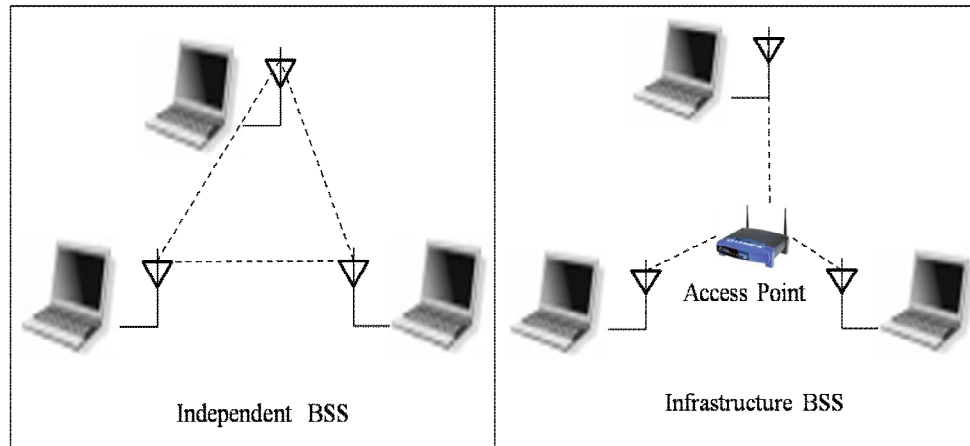 Access Point
Independent BSS
Infrastructure BSS